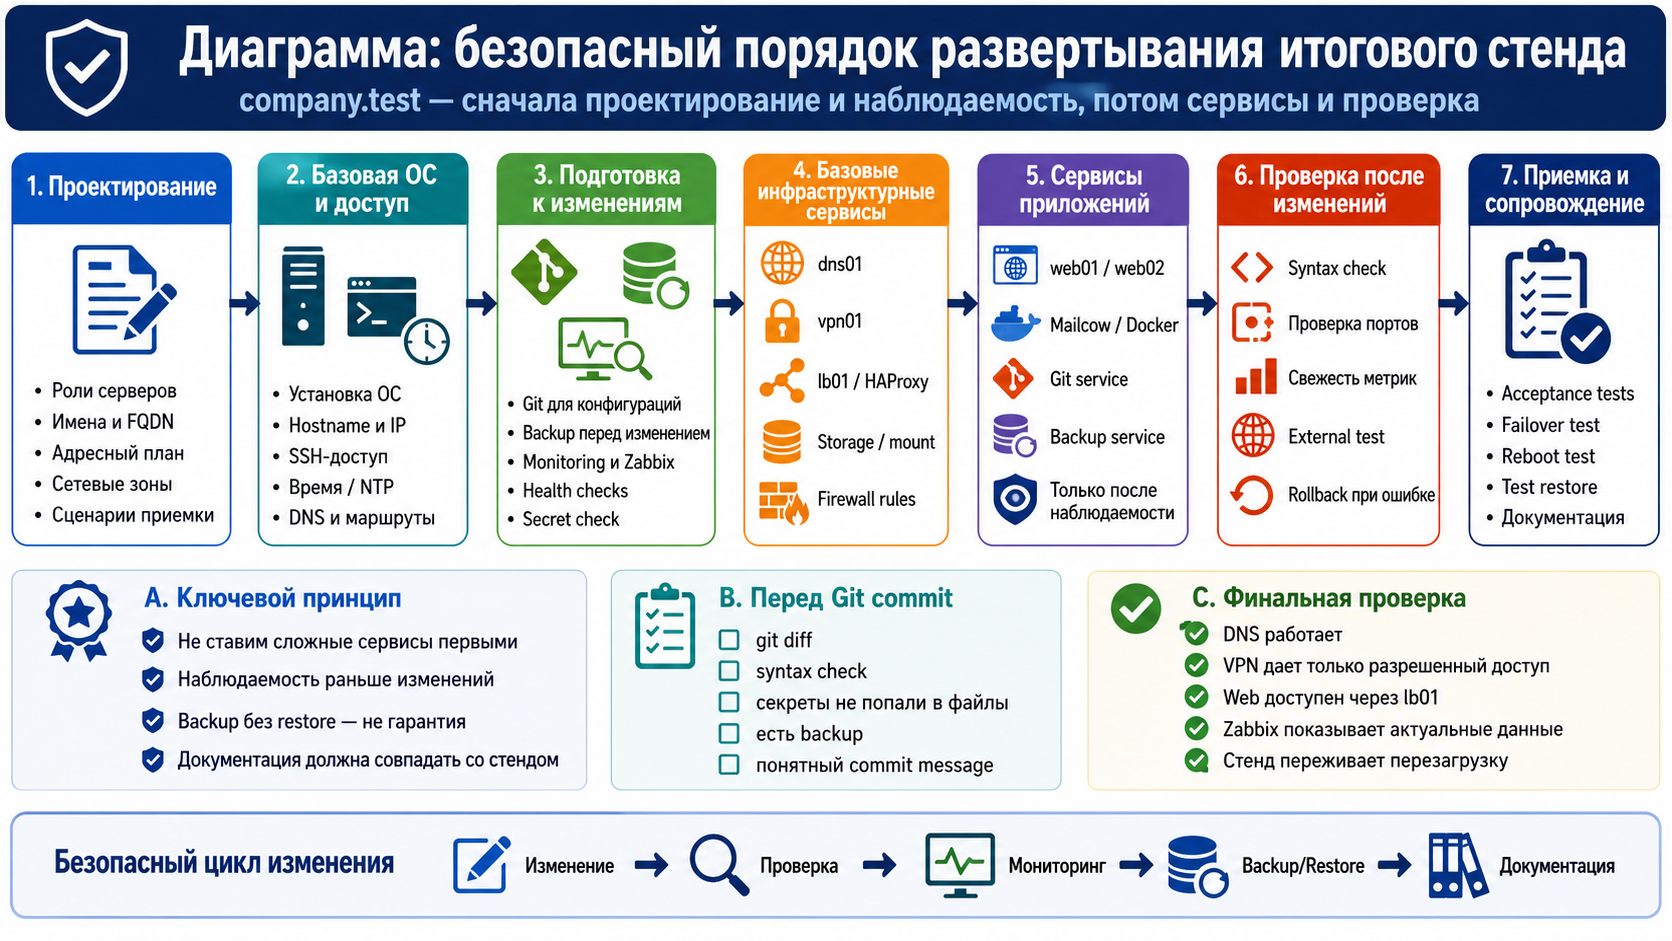 Диаграмма: безопасный порядок развертывания итогового стенда
company.test — сначала проектирование и наблюдаемость, потом сервисы и проверка
1. Проектирование
• Роли серверов
• Имена и FQDN
• Адресный план
• Сетевые зоны
• Сценарии приемки
2. Базовая ОС
и доступ
• Установка ОС
• Hostname и IP
• SSH-доступ
• Время / NTP
• DNS и маршруты
3. Подготовка
к изменениям
• Git для конфигураций
• Backup перед изменением
• Monitoring и Zabbix
• Health checks
• Secret check
4. Базовые
инфраструктурные
сервисы
dns01
vpn01
lb01 / HAProxy
Storage / mount
Firewall rules
5. Сервисы
приложений
web01 / web02
Mailcow / Docker
Git service
Backup service
Только после
наблюдаемости
6. Проверка после
изменений
Syntax check
Проверка портов
Свежесть метрик
External test
Rollback при ошибке
7. Приемка и
сопровождение
• Acceptance tests
• Failover test
• Reboot test
• Test restore
• Документация
A. Ключевой принцип
Не ставим сложные сервисы первыми
Наблюдаемость раньше изменений
Backup без restore — не гарантия
Документация должна совпадать со стендом
B. Перед Git commit
git diff
syntax check
секреты не попали в файлы
есть backup
понятный commit message
C. Финальная проверка
DNS работает
VPN дает только разрешенный доступ
Web доступен через lb01
Zabbix показывает актуальные данные
Стенд переживает перезагрузку
Безопасный цикл изменения
Изменение
Проверка
Мониторинг
Backup/Restore
Документация